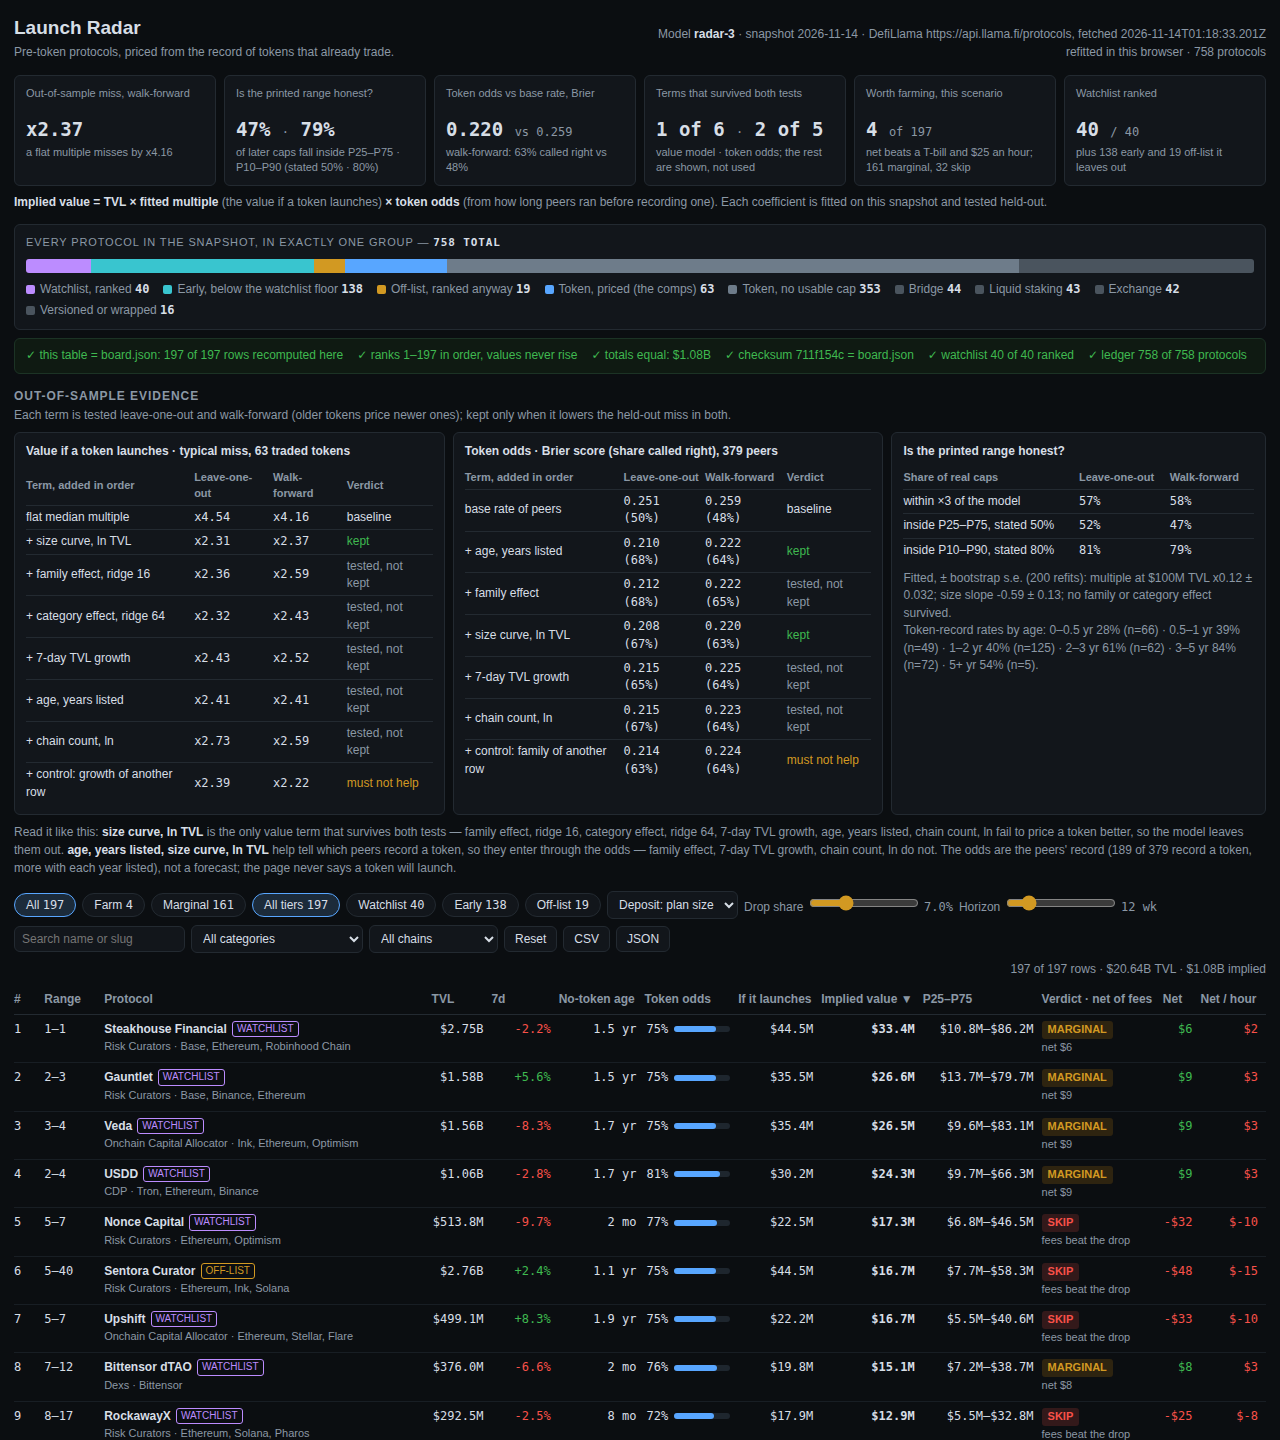 Launch Radar
Model radar-3 · snapshot 2026-11-14 · DefiLlama https://api.llama.fi/protocols, fetched 2026-11-14T01:18:33.201Z
Pre-token protocols, priced from the record of tokens that already trade.
refitted in this browser · 758 protocols
Out-of-sample miss, walk-forward
x2.37
a flat multiple misses by x4.16
Is the printed range honest?
47% · 79%
of later caps fall inside P25–P75 ·
P10–P90 (stated 50% · 80%)
Token odds vs base rate, Brier
0.220 vs 0.259
walk-forward: 63% called right vs
48%
Terms that survived both tests
1 of 6 · 2 of 5
value model · token odds; the rest
are shown, not used
Worth farming, this scenario
4 of 197
net beats a T-bill and $25 an hour;
161 marginal, 32 skip
Watchlist ranked
40 / 40
plus 138 early and 19 off-list it
leaves out
Implied value = TVL × fitted multiple (the value if a token launches) × token odds (from how long peers ran before recording one). Each coefficient is fitted on this snapshot and tested held-out.
EVERY PROTOCOL IN THE SNAPSHOT, IN EXACTLY ONE GROUP — 758 TOTAL
Watchlist, ranked 40 Early, below the watchlist floor 138 Off-list, ranked anyway 19 Token, priced (the comps) 63 Token, no usable cap 353 Bridge 44 Liquid staking 43 Exchange 42
Versioned or wrapped 16
✓ this table = board.json: 197 of 197 rows recomputed here ✓ ranks 1–197 in order, values never rise ✓ totals equal: $1.08B ✓ checksum 711f154c = board.json ✓ watchlist 40 of 40 ranked ✓ ledger 758 of 758 protocols
OUT-OF-SAMPLE EVIDENCE
Each term is tested leave-one-out and walk-forward (older tokens price newer ones); kept only when it lowers the held-out miss in both.
Value if a token launches · typical miss, 63 traded tokens
Term, added in order Leave-one-out Walk-forward Verdict
flat median multiple x4.54 x4.16 baseline
+ size curve, ln TVL x2.31 x2.37 kept
+ family effect, ridge 16 x2.36 x2.59 tested, not kept
+ category effect, ridge 64 x2.32 x2.43 tested, not kept
+ 7-day TVL growth x2.43 x2.52 tested, not kept
+ age, years listed x2.41 x2.41 tested, not kept
+ chain count, ln x2.73 x2.59 tested, not kept
+ control: growth of another row x2.39 x2.22 must not help
Token odds · Brier score (share called right), 379 peers
Term, added in order Leave-one-out Walk-forward Verdict
base rate of peers 0.251 (50%) 0.259 (48%) baseline
+ age, years listed 0.210 (68%) 0.222 (64%) kept
+ family effect 0.212 (68%) 0.222 (65%) tested, not kept
+ size curve, ln TVL 0.208 (67%) 0.220 (63%) kept
+ 7-day TVL growth 0.215 (65%) 0.225 (64%) tested, not kept
+ chain count, ln 0.215 (67%) 0.223 (64%) tested, not kept
+ control: family of another row 0.214 (63%) 0.224 (64%) must not help
Is the printed range honest?
Share of real caps Leave-one-out Walk-forward
within ×3 of the model 57% 58%
inside P25–P75, stated 50% 52% 47%
inside P10–P90, stated 80% 81% 79%
Fitted, ± bootstrap s.e. (200 refits): multiple at $100M TVL x0.12 ±
0.032; size slope -0.59 ± 0.13; no family or category effect
survived.
Token-record rates by age: 0–0.5 yr 28% (n=66) · 0.5–1 yr 39%
(n=49) · 1–2 yr 40% (n=125) · 2–3 yr 61% (n=62) · 3–5 yr 84%
(n=72) · 5+ yr 54% (n=5).
Read it like this: size curve, ln TVL is the only value term that survives both tests — family effect, ridge 16, category effect, ridge 64, 7-day TVL growth, age, years listed, chain count, ln fail to price a token better, so the model leaves
them out. age, years listed, size curve, ln TVL help tell which peers record a token, so they enter through the odds — family effect, 7-day TVL growth, chain count, ln do not. The odds are the peers' record (189 of 379 record a token,
more with each year listed), not a forecast; the page never says a token will launch.
All 197 Farm 4 Marginal 161 All tiers 197 Watchlist 40 Early 138 Off-list 19 Deposit: plan size Drop share 7.0% Horizon 12 wk
Search name or slug All categories All chains Reset CSV JSON
197 of 197 rows · $20.64B TVL · $1.08B implied
# Range Protocol TVL 7d No-token age Token odds If it launches Implied value ▼ P25–P75 Verdict · net of fees Net Net / hour
1 1–1 Steakhouse Financial WATCHLIST $2.75B -2.2% 1.5 yr 75% $44.5M $33.4M $10.8M–$86.2M MARGINAL $6 $2
Risk Curators · Base, Ethereum, Robinhood Chain net $6
2 2–3 Gauntlet WATCHLIST $1.58B +5.6% 1.5 yr 75% $35.5M $26.6M $13.7M–$79.7M MARGINAL $9 $3
Risk Curators · Base, Binance, Ethereum net $9
3 3–4 Veda WATCHLIST $1.56B -8.3% 1.7 yr 75% $35.4M $26.5M $9.6M–$83.1M MARGINAL $9 $3
Onchain Capital Allocator · Ink, Ethereum, Optimism net $9
4 2–4 USDD WATCHLIST $1.06B -2.8% 1.7 yr 81% $30.2M $24.3M $9.7M–$66.3M MARGINAL $9 $3
CDP · Tron, Ethereum, Binance net $9
5 5–7 Nonce Capital WATCHLIST $513.8M -9.7% 2 mo 77% $22.5M $17.3M $6.8M–$46.5M SKIP -$32 $-10
Risk Curators · Ethereum, Optimism fees beat the drop
6 5–40 Sentora Curator OFF-LIST $2.76B +2.4% 1.1 yr 75% $44.5M $16.7M $7.7M–$58.3M SKIP -$48 $-15
Risk Curators · Ethereum, Ink, Solana fees beat the drop
7 5–7 Upshift WATCHLIST $499.1M +8.3% 1.9 yr 75% $22.2M $16.7M $5.5M–$40.6M SKIP -$33 $-10
Onchain Capital Allocator · Ethereum, Stellar, Flare fees beat the drop
8 7–12 Bittensor dTAO WATCHLIST $376.0M -6.6% 2 mo 76% $19.8M $15.1M $7.2M–$38.7M MARGINAL $8 $3
Dexs · Bittensor net $8
9 8–17 RockawayX WATCHLIST $292.5M -2.5% 8 mo 72% $17.9M $12.9M $5.5M–$32.8M SKIP -$25 $-8
Risk Curators · Ethereum, Solana, Pharos fees beat the drop